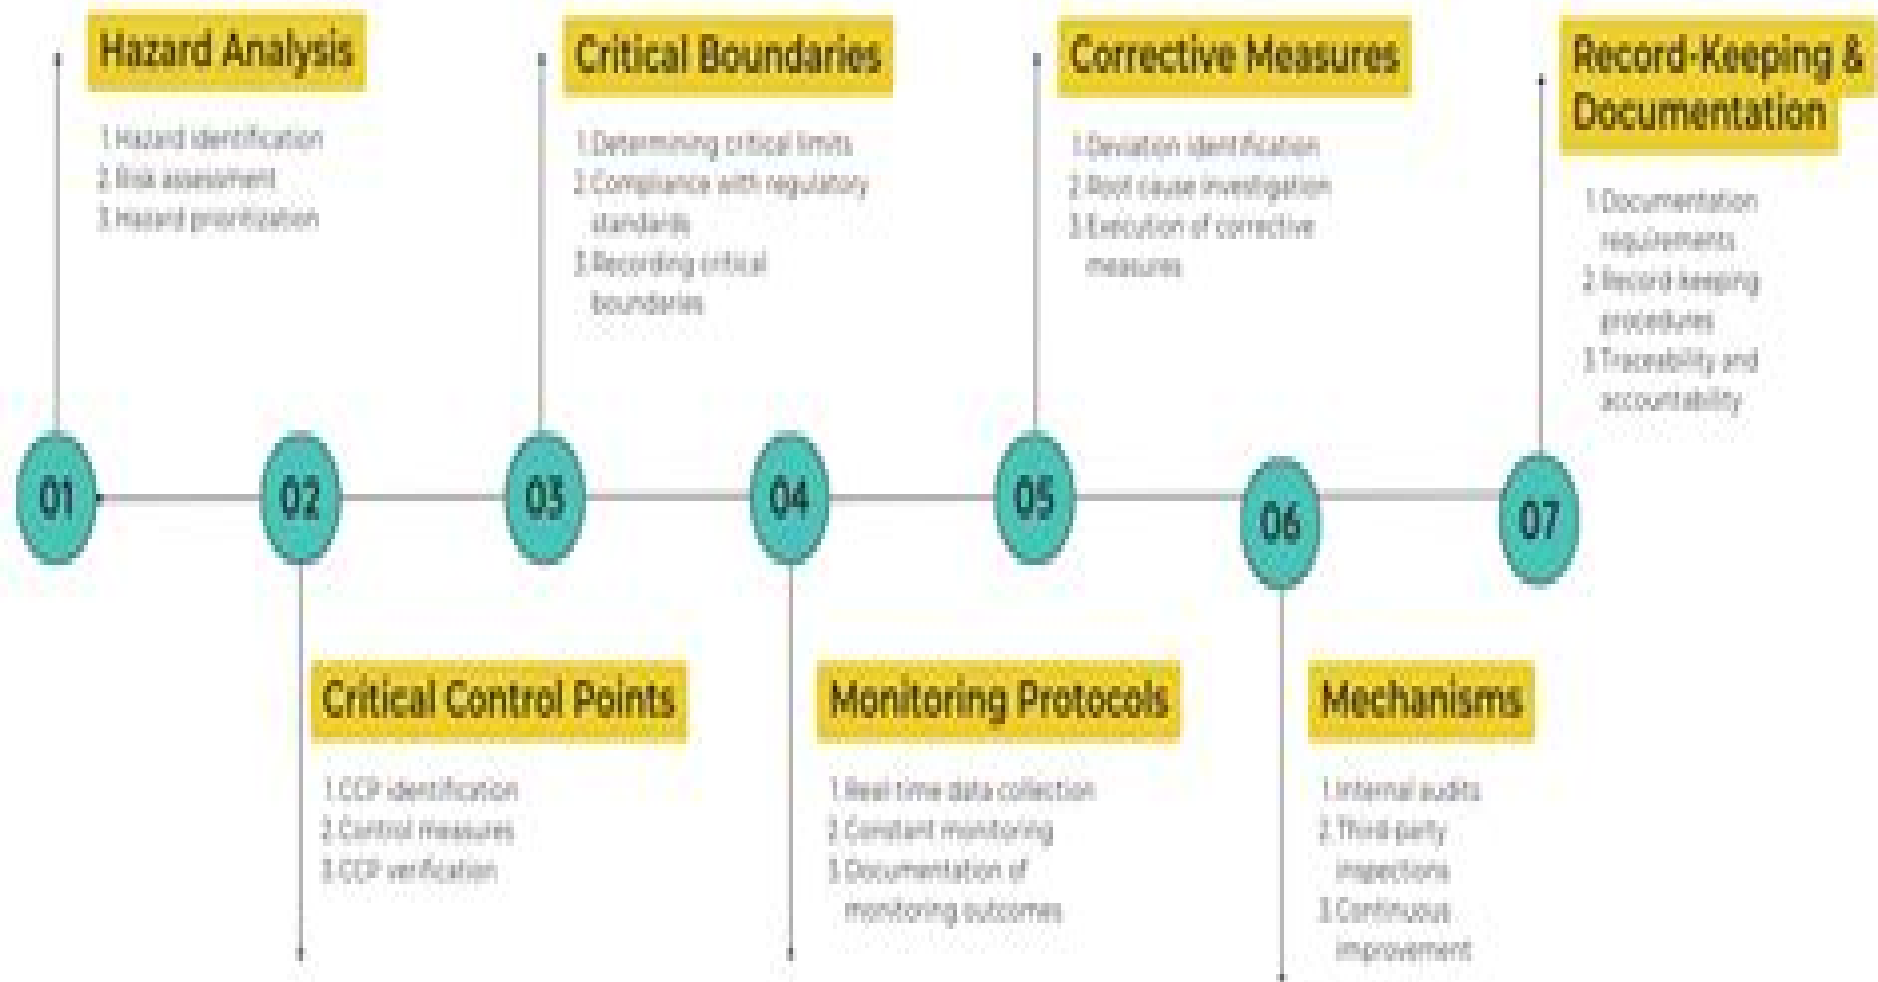 Hazard Analysis
1.Hazard identification
2.Risk assessment
3.Hazard prioritization
Critical Boundaries
1.Determining critical limits
2.Compliance with regulatory
standards
3.Recording critical
boundaries
Corrective Measures
1.Deviation identification
2.Root cause investigation
3.Execution of corrective
measures
Record-Keeping &
Documentation
1.Documentation
requirements
2.Record-keeping
procedures
3.Traceability and
accountability
01
02
03
04
05
06
07
Critical Control Points
1.CCP identification
2.Control measures
3.CCP verification
Monitoring Protocols
1.Real-time data collection
2.Constant monitoring
3.Documentation of
monitoring outcomes
Mechanisms
1.Internal audits
2.Third-party
inspections
3.Continuous
improvement